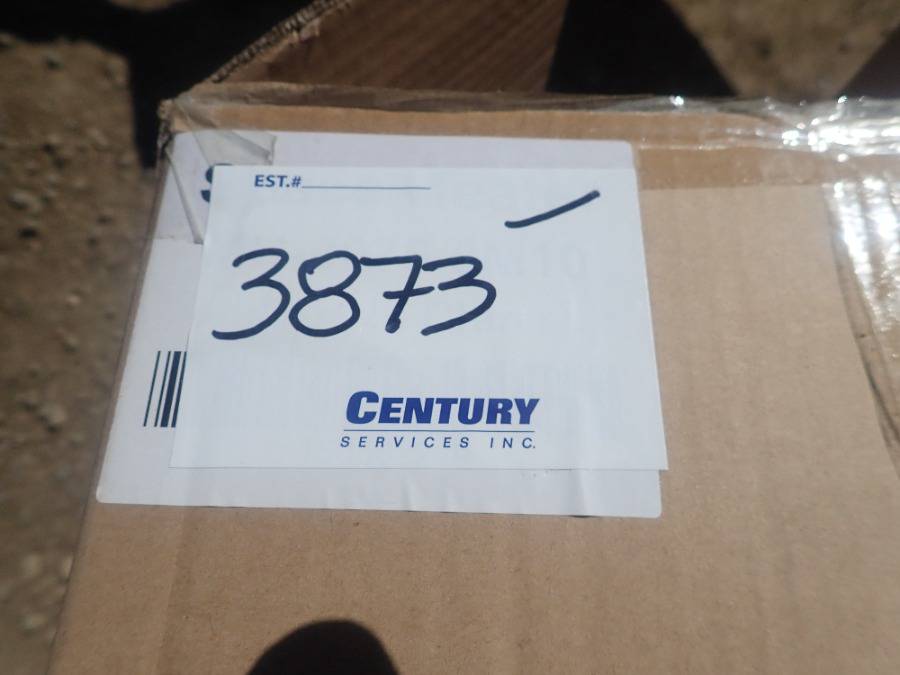 EST.#
3873
CENTURY
SERVICES INC.